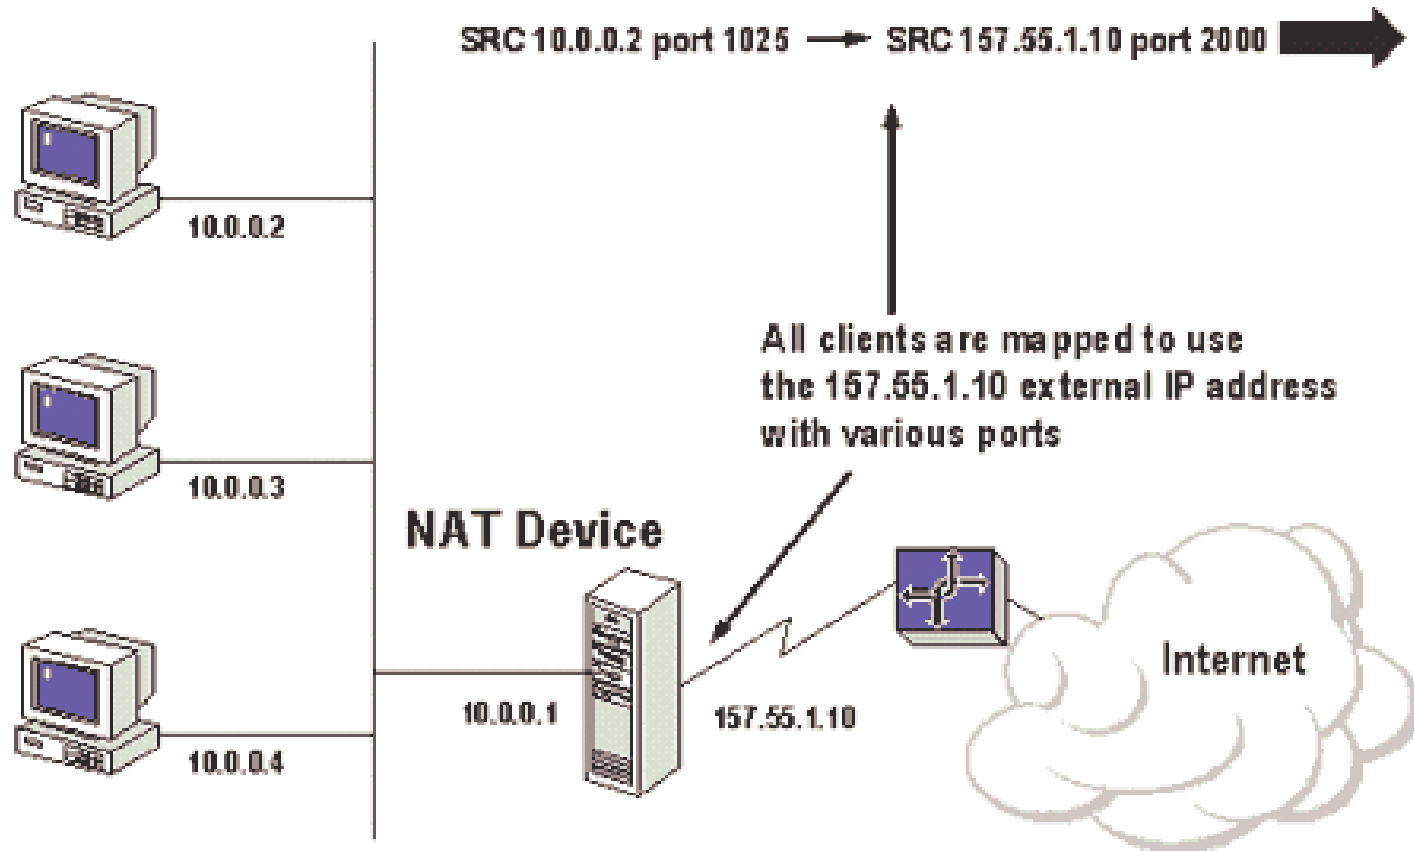 SRC 10.0.0.2 port 1025 → SRC 157.55.1.10 port 2000
10.0.0.2
All clients are mapped to use
the 157.55.1.10 external IP address
with various ports
10.0.0.3
NAT Device
Internet
10.0.0.1
157.55.1.10
10.0.0.4